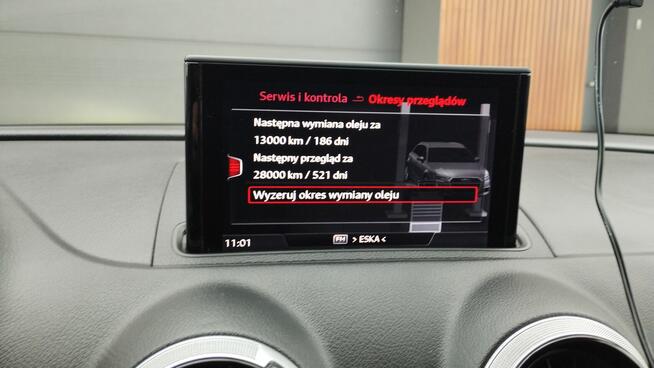 Serwis i kontrola Okresy przeglądów
Następna wymiana oleju za
13000 km / 186 dni
Następny przegląd za
28000 km / 521 dni
Wyzeruj okres wymiany oleju
11:01 FM > ESKA <